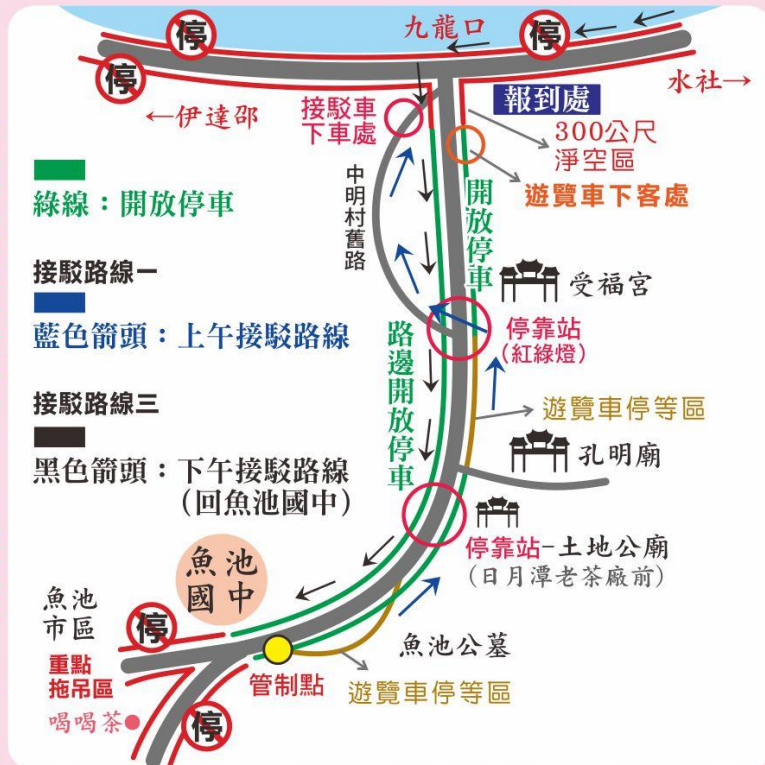 停
九龍口
停
停
水社→
←伊達邵
接駁車
下車處
報到處
300公尺
淨空區
遊覽車下客處
綠線：開放停車
中明村舊路
開放停車
接駁路線一
藍色箭頭：上午接駁路線
受福宮
停靠站
(紅綠燈)
路邊開放停車
接駁路線三
黑色箭頭：下午接駁路線
(回魚池國中)
遊覽車停等區
孔明廟
停靠站-土地公廟
(日月潭老茶廠前)
魚池
國中
魚池
市區
停
重點
拖吊區
喝喝茶
停
管制點
魚池公墓
遊覽車停等區